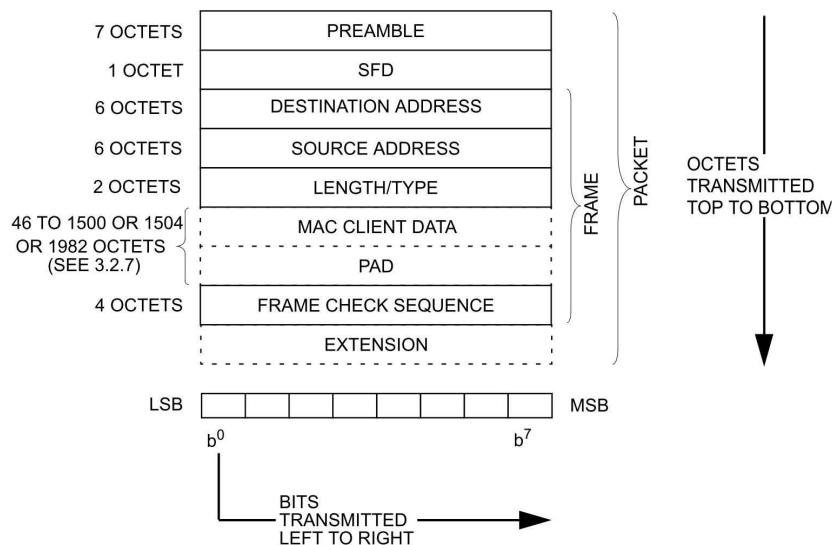 7 OCTETS PREAMBLE
1 OCTET SFD
6 OCTETS DESTINATION ADDRESS
6 OCTETS SOURCE ADDRESS
2 OCTETS LENGTH/TYPE
46 TO 1500 OR 1504
OR 1982 OCTETS
(SEE 3.2.7)
MAC CLIENT DATA
PAD
4 OCTETS FRAME CHECK SEQUENCE
EXTENSION
FRAME
PACKET
OCTETS
TRANSMITTED
TOP TO BOTTOM
LSB MSB
b0 b7
BITS
TRANSMITTED
LEFT TO RIGHT